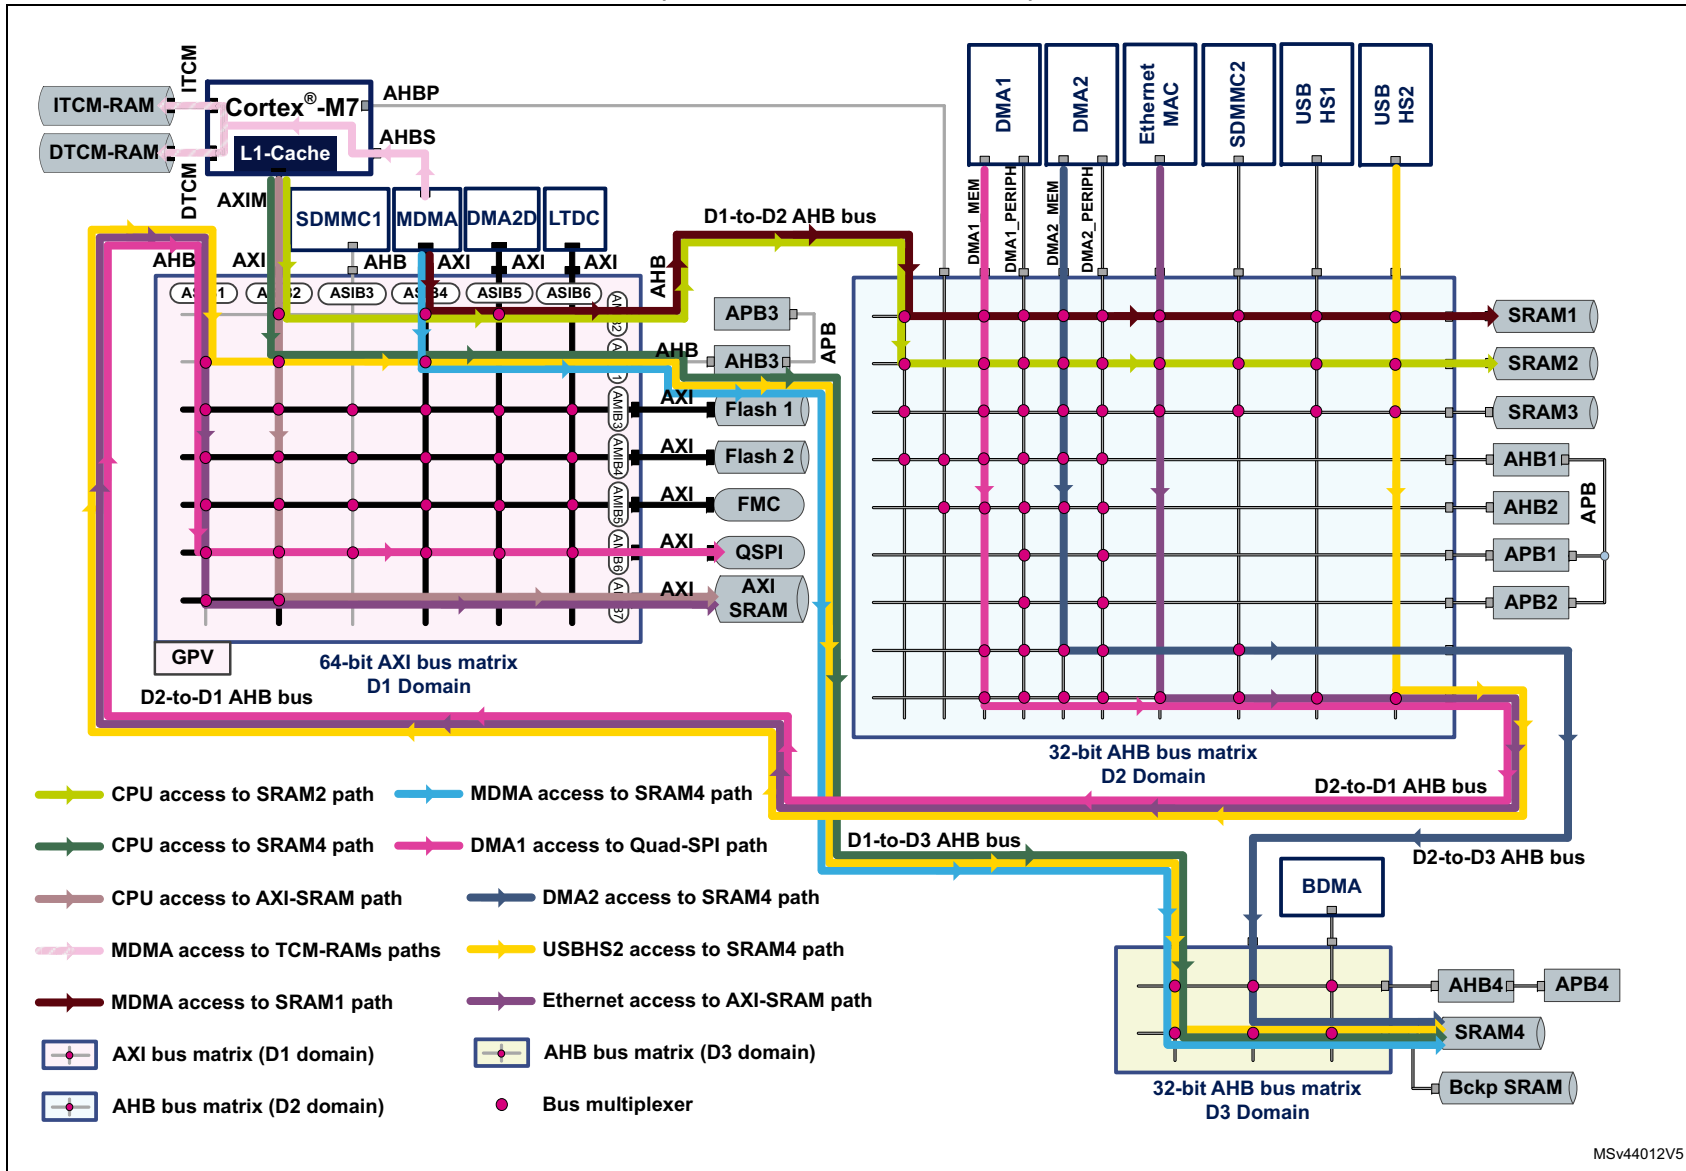 ITCM
ITCM-RAM
DTCM-RAM
DTCM
Cortex®-M7
L1-Cache
AHBP
AHBS
AXIM
SDMMC1
MDMA
DMA2D
LTDC
AHB
AXI
AHB
AXI
AXI
AXI
ASIB3
ASIB5
ASIB6
D1-to-D2 AHB bus
AHB
APB3
AHB
AHB3
APB
AMIB3
AXI
Flash 1
AMIB4
AXI
Flash 2
AMIB5
AXI
FMC
AXI
QSPI
AXI
AXI
SRAM
GPV
64-bit AXI bus matrix
D1 Domain
D2-to-D1 AHB bus
DMA1
DMA2
Ethernet
MAC
SDMMC2
USB
HS1
USB
HS2
DMA1_MEM
DMA1_PERIPH
DMA2_MEM
DMA2_PERIPH
SRAM1
SRAM2
SRAM3
AHB1
AHB2
APB1
APB2
APB
32-bit AHB bus matrix
D2 Domain
D2-to-D1 AHB bus
D1-to-D3 AHB bus
D2-to-D3 AHB bus
BDMA
AHB4
APB4
SRAM4
Bckp SRAM
32-bit AHB bus matrix
D3 Domain
CPU access to SRAM2 path
MDMA access to SRAM4 path
CPU access to SRAM4 path
DMA1 access to Quad-SPI path
CPU access to AXI-SRAM path
DMA2 access to SRAM4 path
MDMA access to TCM-RAMs paths
USBHS2 access to SRAM4 path
MDMA access to SRAM1 path
Ethernet access to AXI-SRAM path
AXI bus matrix (D1 domain)
AHB bus matrix (D3 domain)
AHB bus matrix (D2 domain)
Bus multiplexer
MSv44012V5